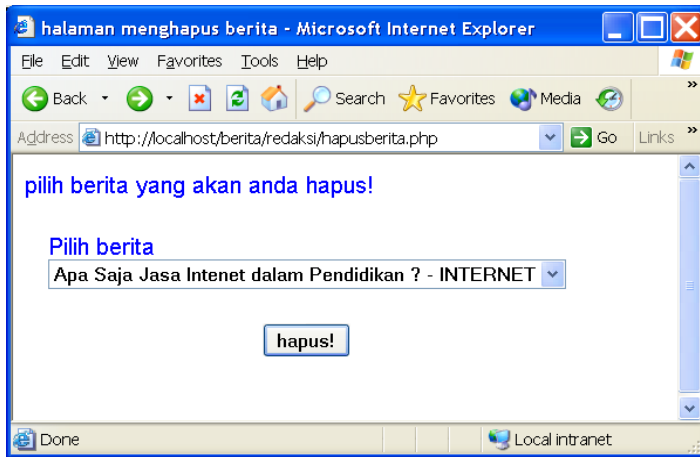 halaman menghapus berita - Microsoft Internet Explorer
File Edit View Favorites Tools Help
Back Search Favorites Media »
Address http://localhost/berita/redaksi/hapusberita.php Go Links »
pilih berita yang akan anda hapus!
Pilih berita
Apa Saja Jasa Intenet dalam Pendidikan ? - INTERNET
hapus!
Done Local intranet